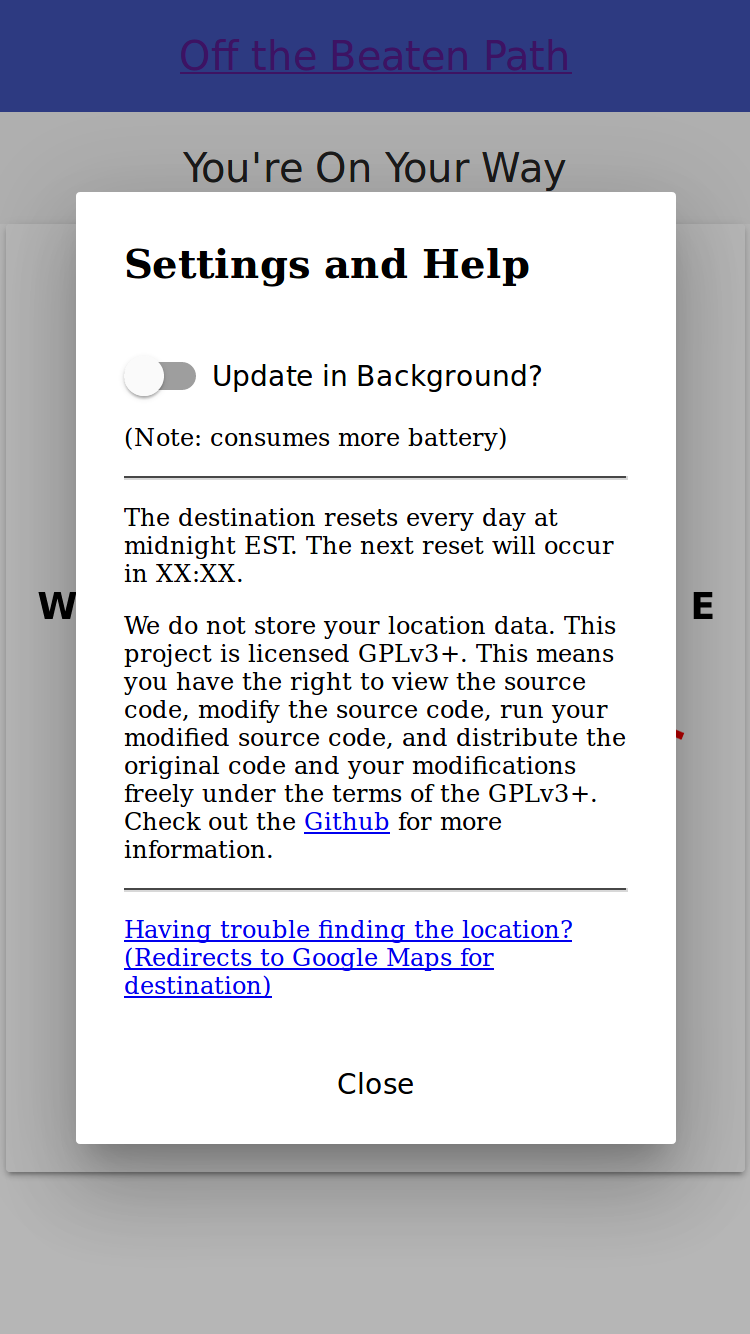 Off the Beaten Path
You're On Your Way
Settings and Help
Update in Background?
(Note: consumes more battery)
The destination resets every day at
midnight EST. The next reset will occur
in XX:XX.
W
E
We do not store your location data. This
project is licensed GPLv3+. This means
you have the right to view the source
code, modify the source code, run your
modified source code, and distribute the
original code and your modifications
freely under the terms of the GPLv3+.
Check out the Github for more
information.
Having trouble finding the location?
(Redirects to Google Maps for
destination)
Close